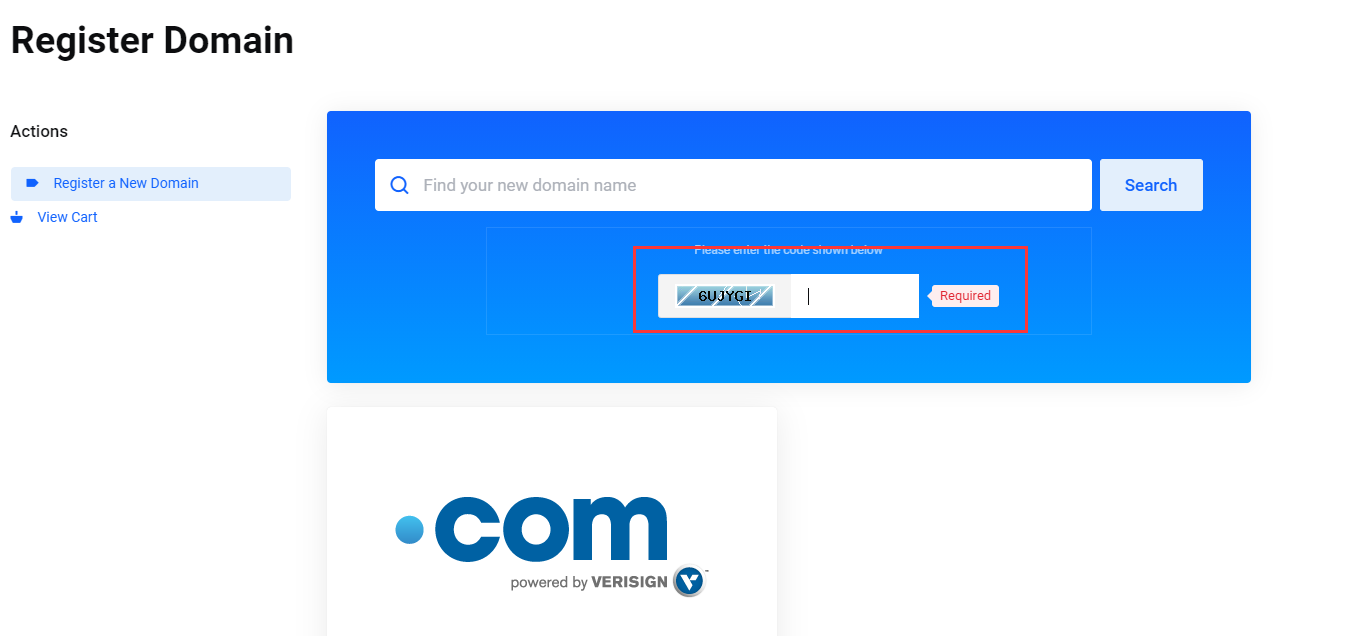 Register Domain
Actions
Register a New Domain
View Cart
Find your new domain name
Search
Please enter the code shown below
6UJYGI
Required
.com
powered by VERISIGN